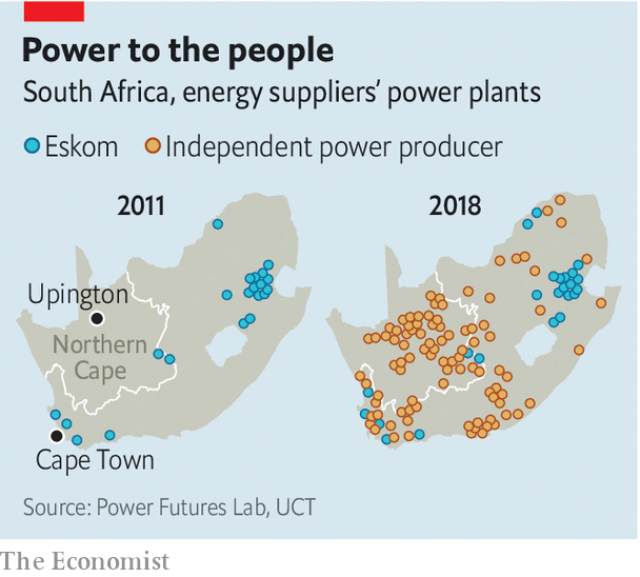 Power to the people
South Africa, energy suppliers’ power plants
Eskom Independent power producer
2011 2018
Upington
Northern
Cape
Cape Town
Source: Power Futures Lab, UCT
The Economist